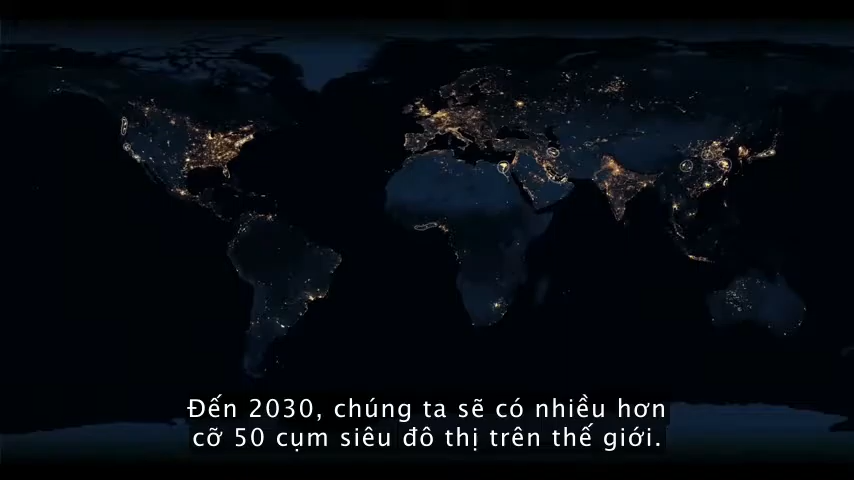 Đến 2030, chúng ta sẽ có nhiều hơn
cỡ 50 cụm siêu đô thị trên thế giới.